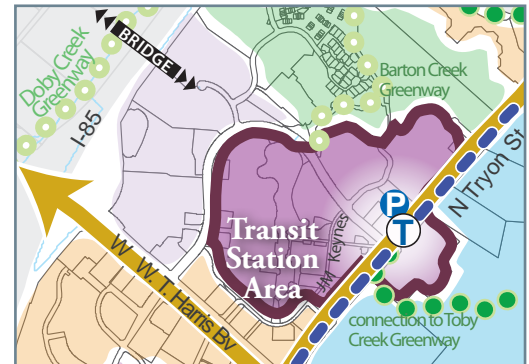 BRIDGE
Doby Creek
Greenway
I-85
Barton Creek
Greenway
N Tryon St
P
T
JM Keynes
Transit
Station
Area
W W. T. Harris Bv
connection to Toby
Creek Greenway